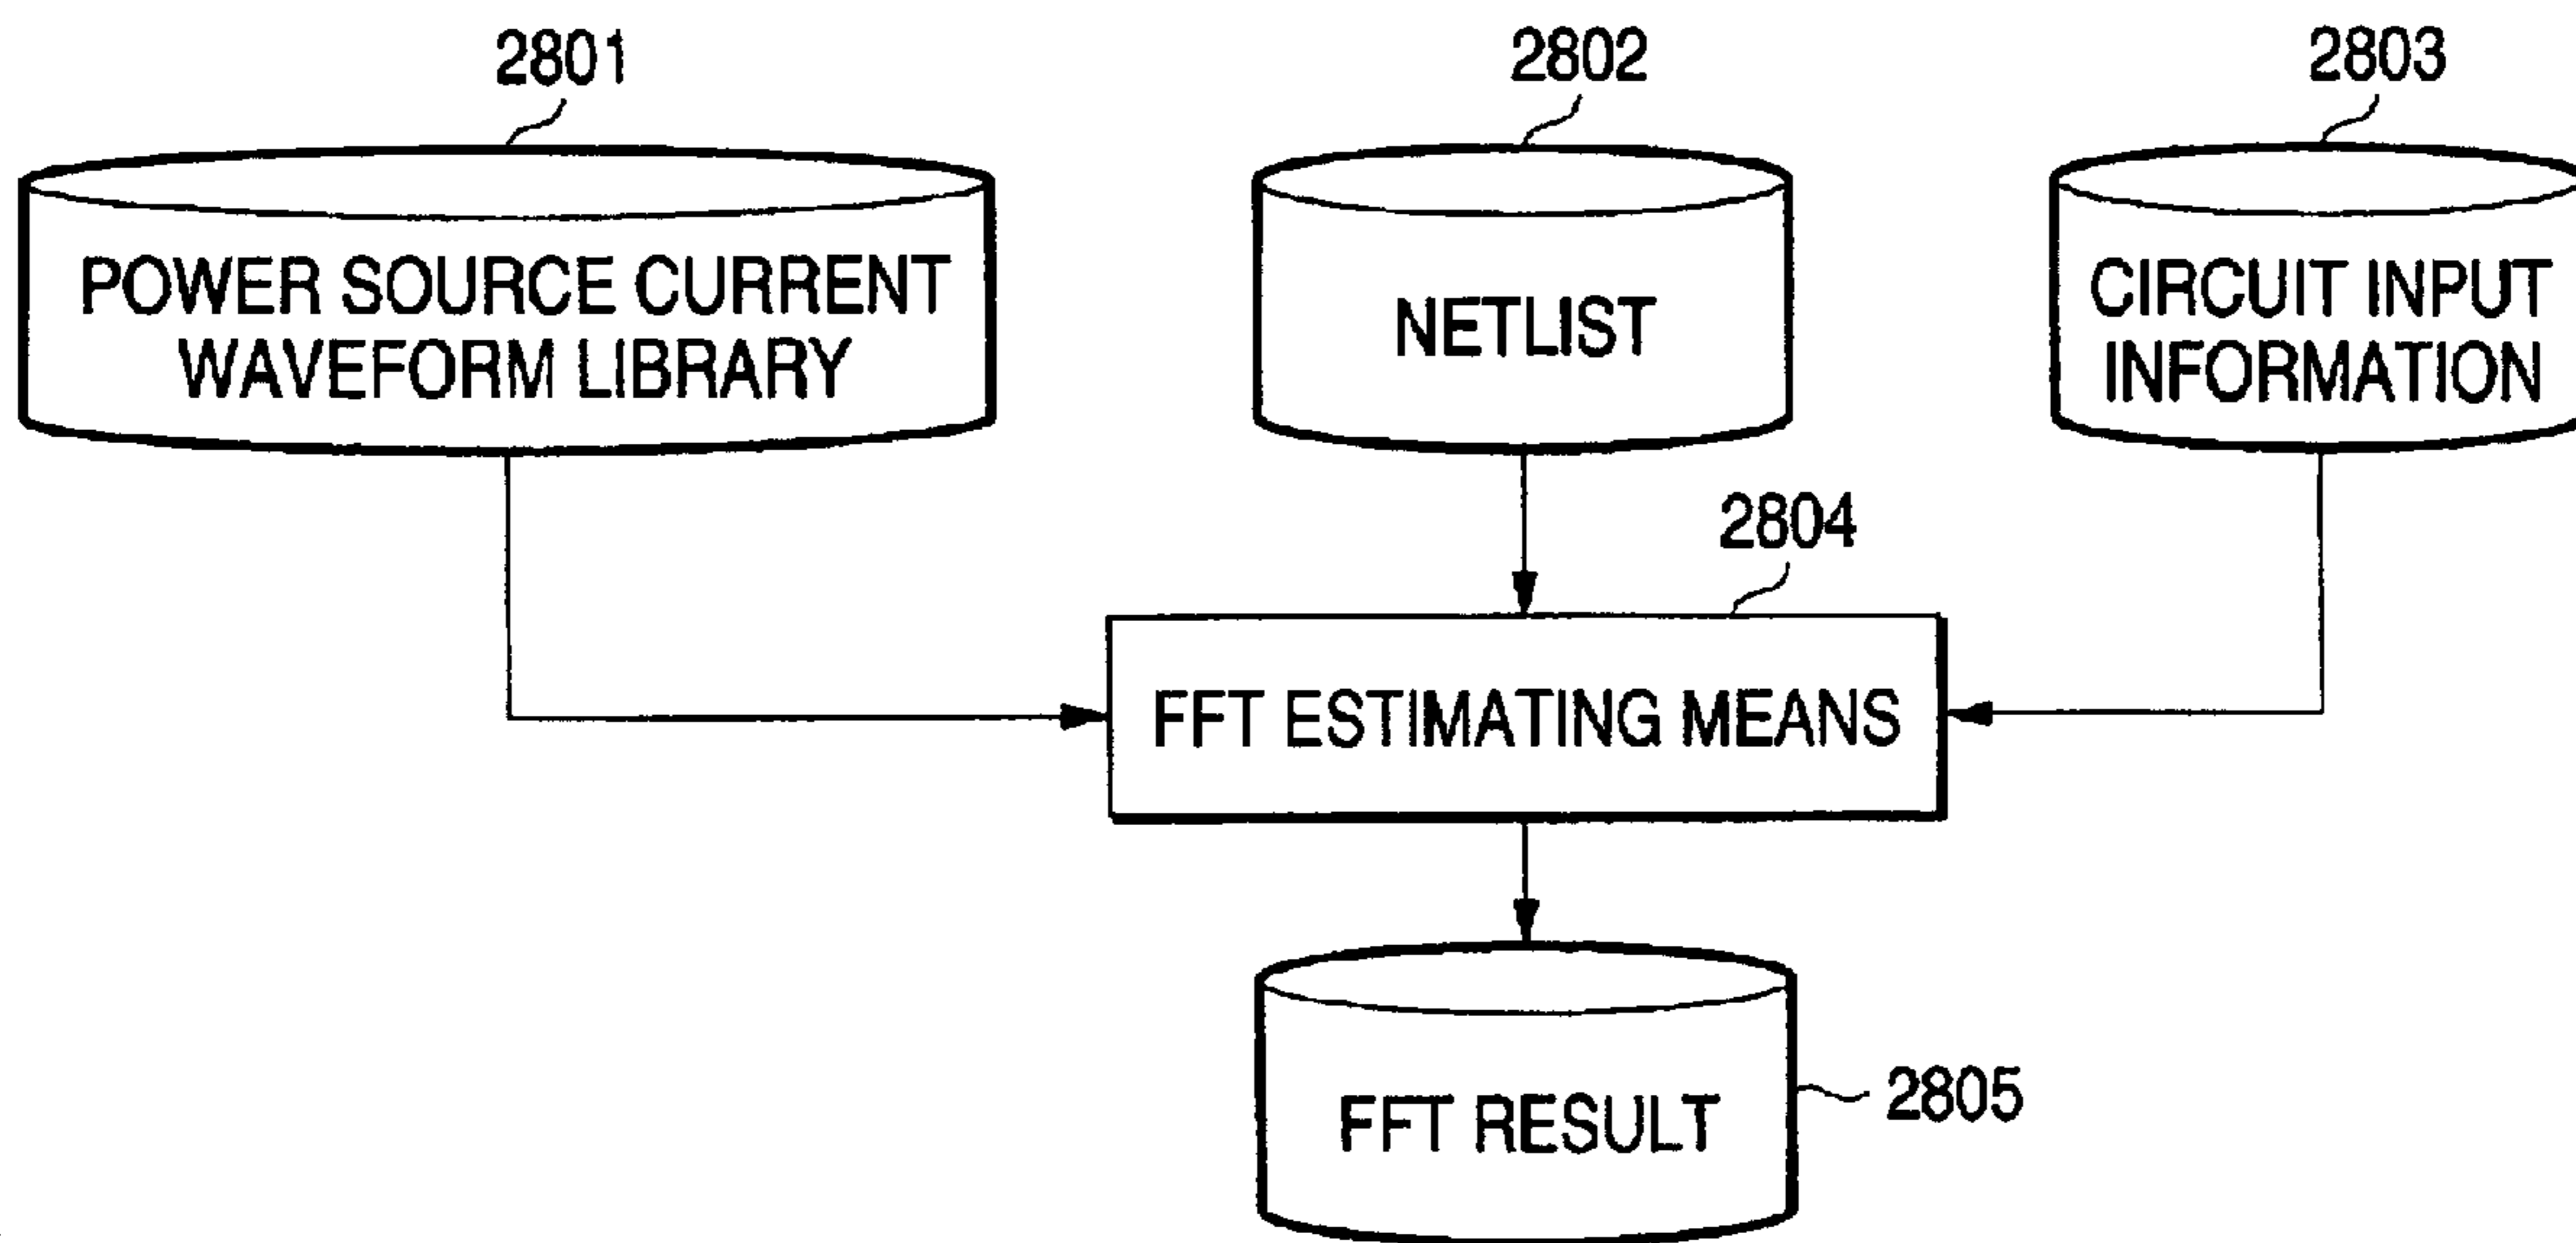 2801
2802
2803
POWER SOURCE CURRENT
WAVEFORM LIBRARY
NETLIST
CIRCUIT INPUT
INFORMATION
2804
FFT ESTIMATING MEANS
FFT RESULT
2805